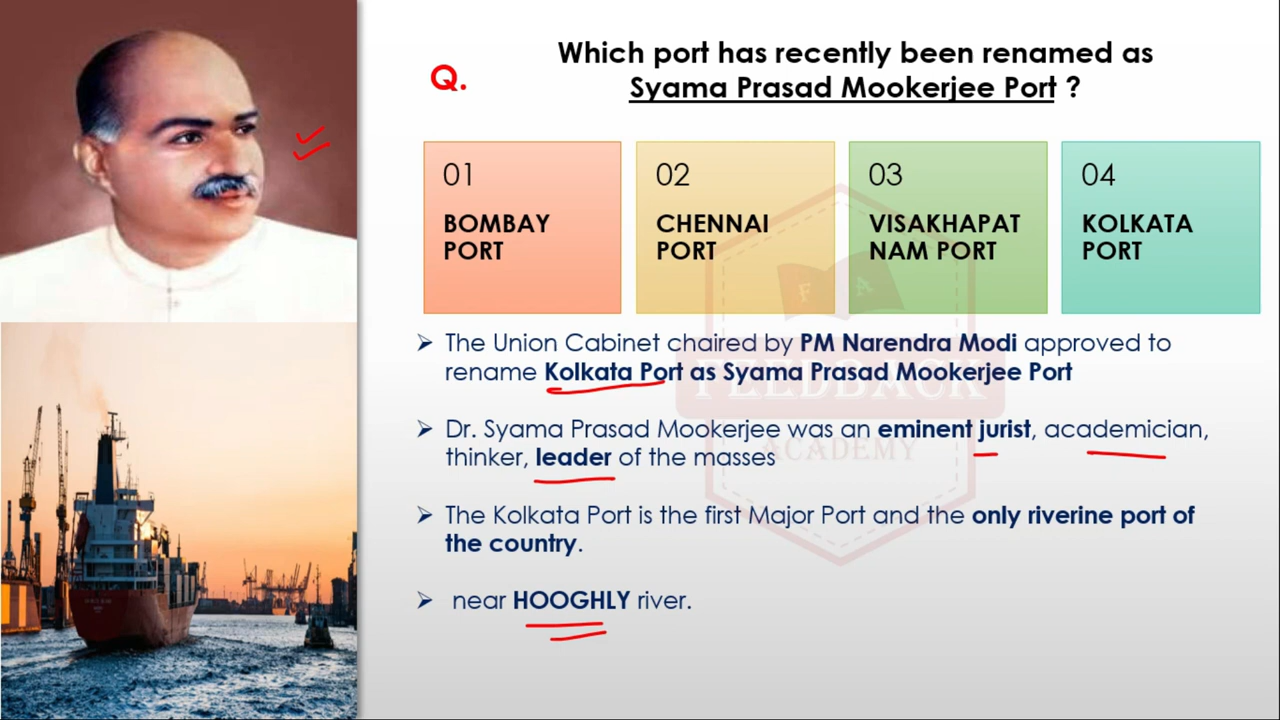 Q.
Which port has recently been renamed as
Syama Prasad Mookerjee Port ?
01
BOMBAY
PORT
02
CHENNAI
PORT
03
VISAKHAPAT
NAM PORT
04
KOLKATA
PORT
F A
FEEDBACK
ACADEMY
➢ The Union Cabinet chaired by PM Narendra Modi approved to
rename Kolkata Port as Syama Prasad Mookerjee Port
➢ Dr. Syama Prasad Mookerjee was an eminent jurist, academician,
thinker, leader of the masses
➢ The Kolkata Port is the first Major Port and the only riverine port of
the country.
➢ near HOOGHLY river.